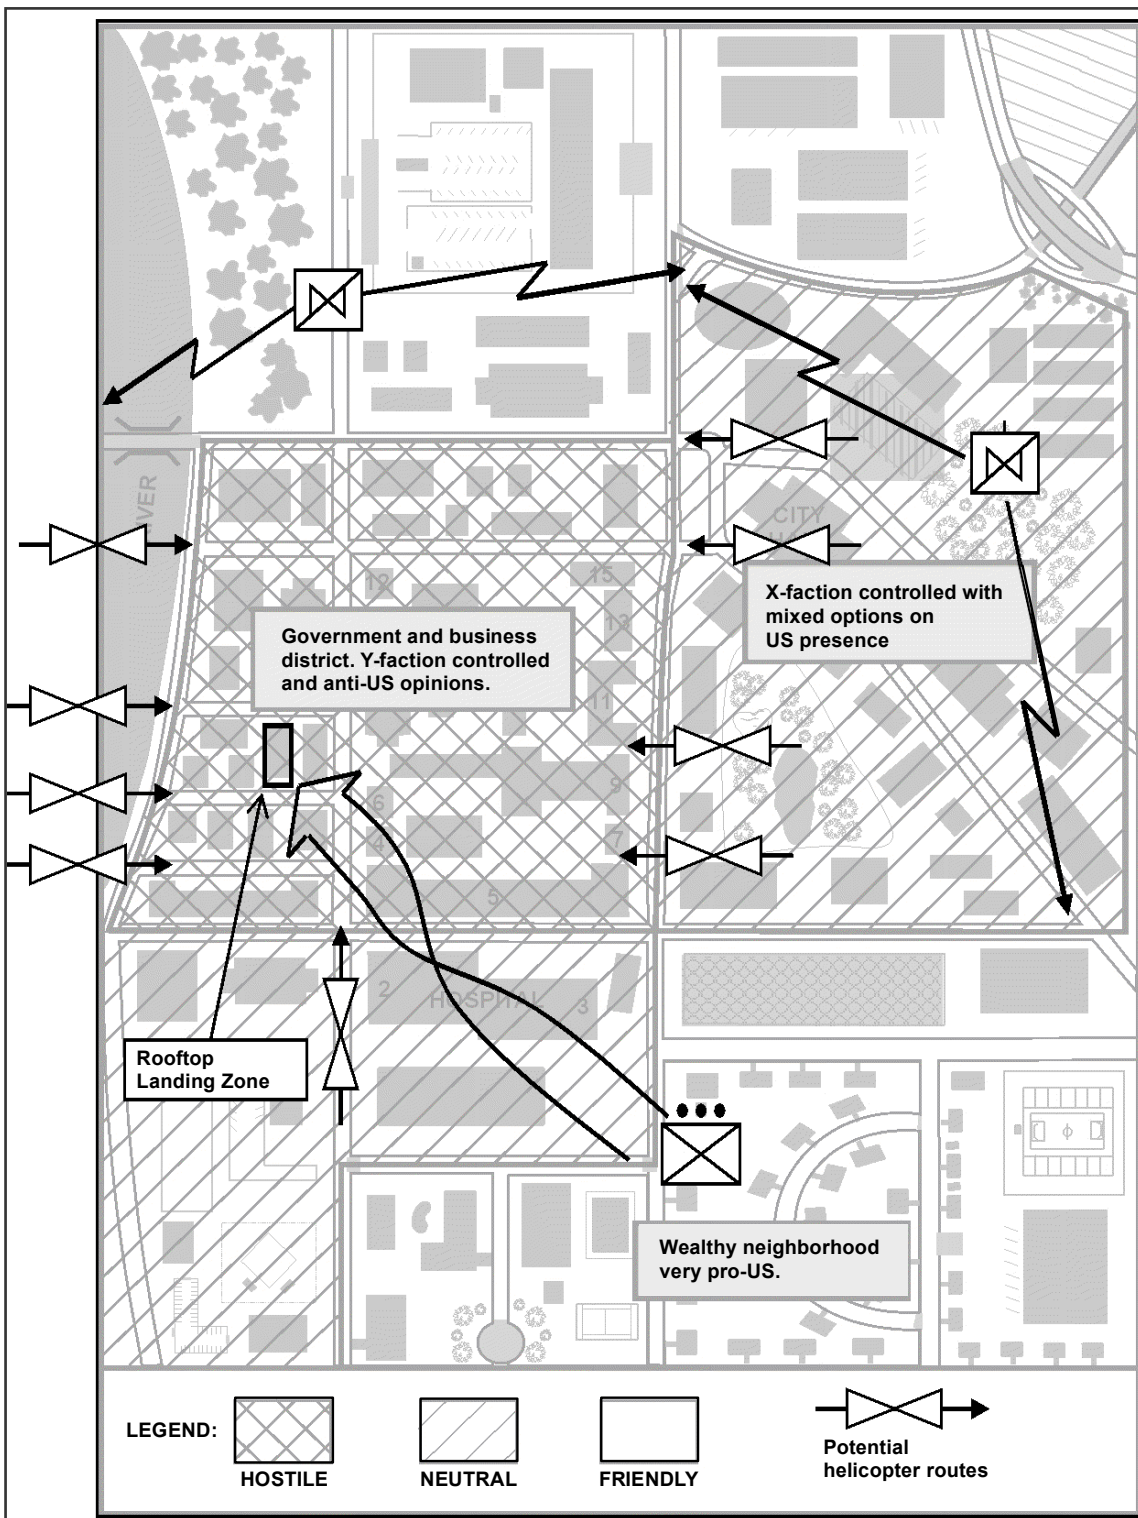 RIVER
CITY
12
15
13
X-faction controlled with
mixed options on
US presence
Government and business
district. Y-faction controlled
and anti-US opinions.
11
9
6
4
7
5
2
HOSPITAL
3
Rooftop
Landing Zone
Wealthy neighborhood
very pro-US.
LEGEND:
HOSTILE
NEUTRAL
FRIENDLY
Potential
helicopter routes